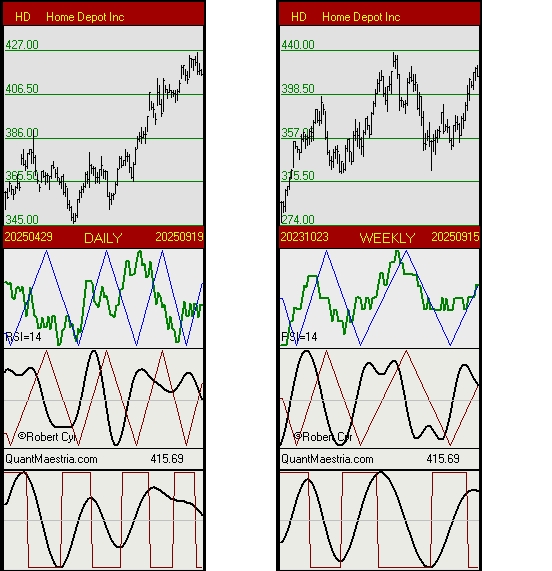 HD Home Depot Inc
427.00
406.50
386.00
366.50
345.00
20250429 DAILY 20250919
RSI=14
©Robert Cyr
QuantMaestria.com 415.69
HD Home Depot Inc
440.00
398.50
357.00
315.50
274.00
20231023 WEEKLY 20250915
RSI=14
©Robert Cyr
QuantMaestria.com 415.69